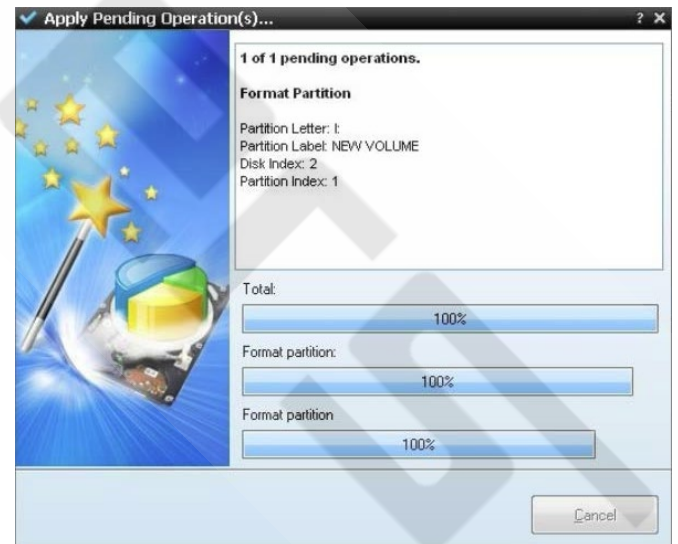 Apply Pending Operation(s)...
? X
1 of 1 pending operations.
Format Partition
Partition Letter: I:
Partition Label: NEW VOLUME
Disk Index: 2
Partition Index: 1
Total:
100%
Format partition:
100%
Format partition
100%
Cancel